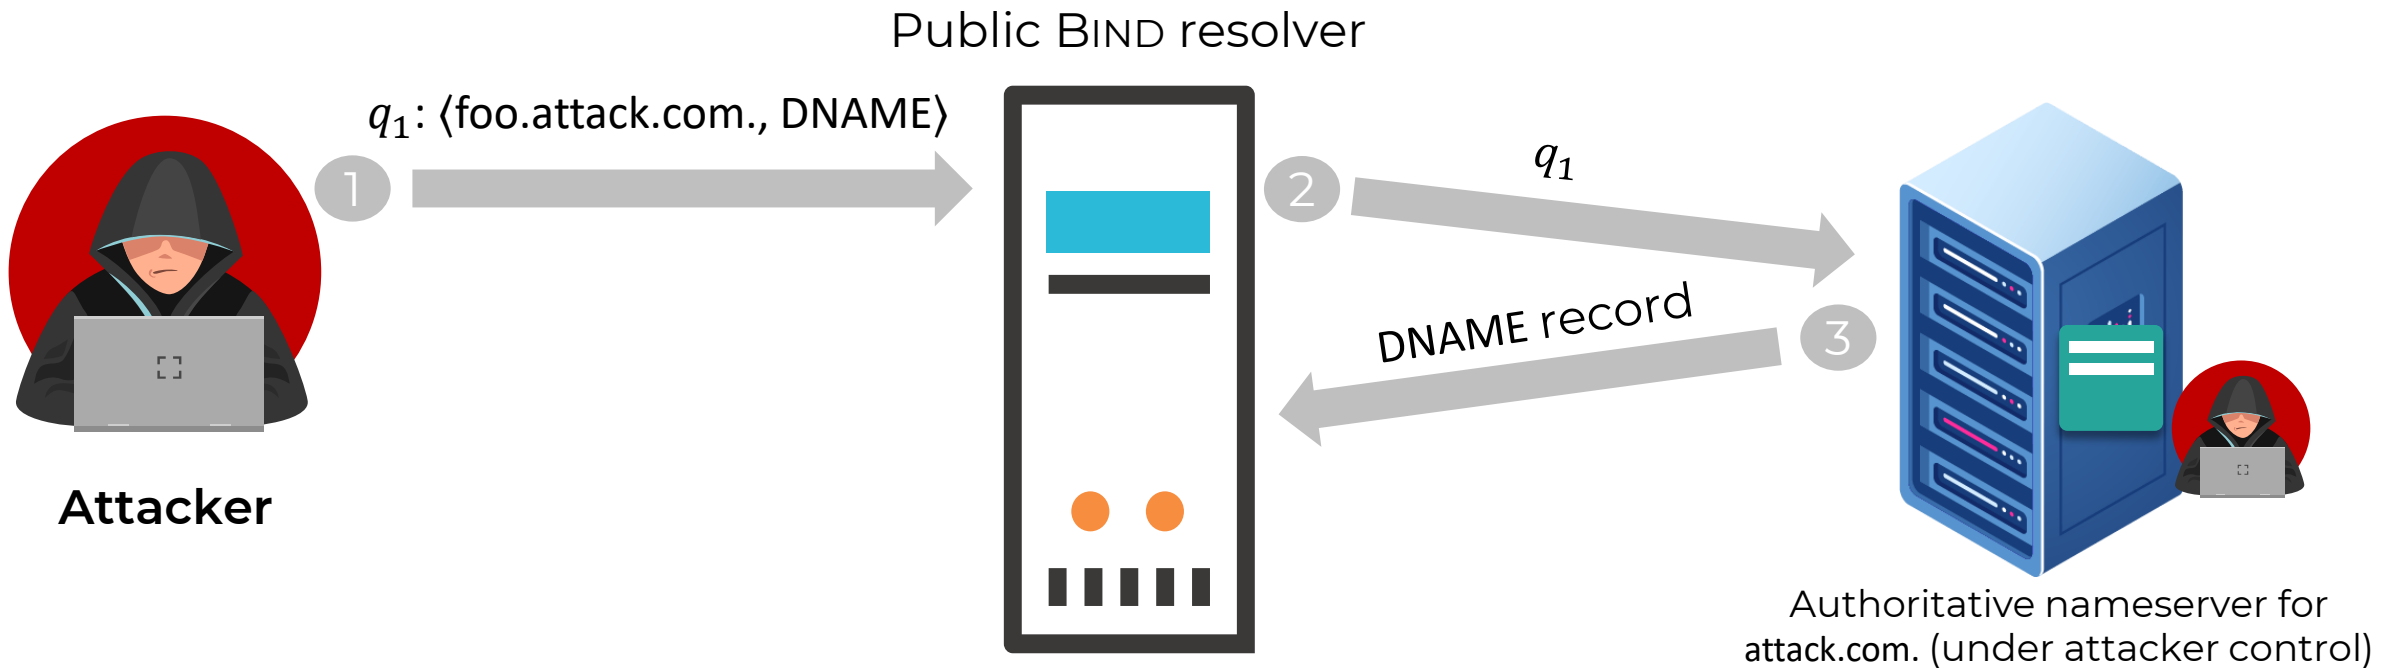 Public BIND resolver
q₁: ⟨foo.attack.com., DNAME⟩
1
2
q₁
DNAME record
3
Attacker
Authoritative nameserver for
attack.com. (under attacker control)